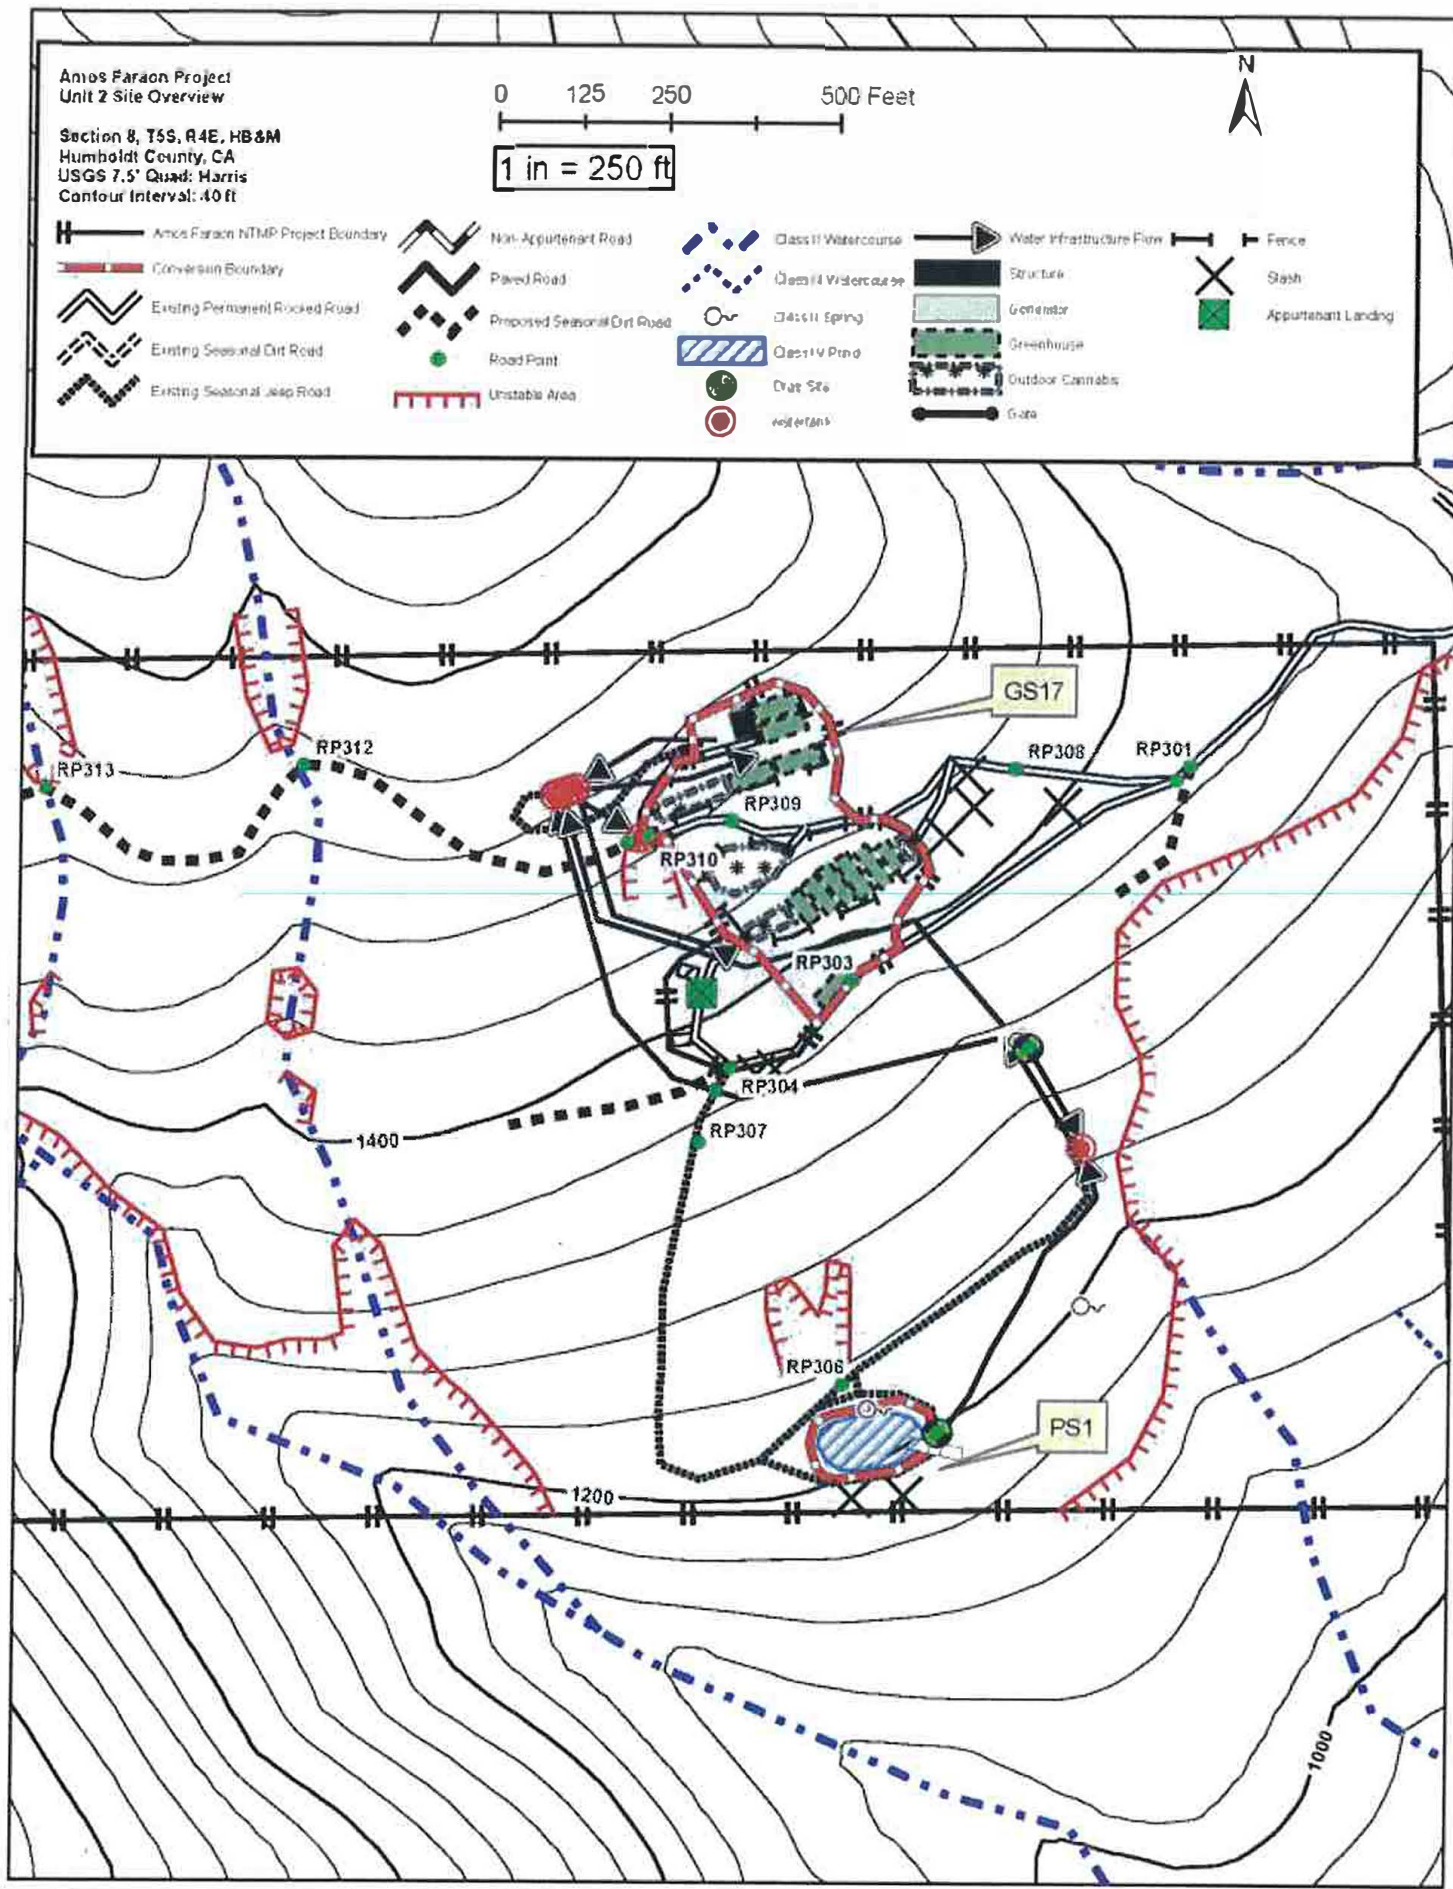 Amos Faraon Project
Unit 2 Site Overview
Section 8, T5S, R4E, HB&M
Humboldt County, CA
USGS 7.5' Quad: Harris
Contour Interval: 40 ft
0 125 250 500 Feet
1 in = 250 ft
N
Amos Faraon NTMP Project Boundary
Conversion Boundary
Existing Permanent Rocked Road
Existing Seasonal Dirt Road
Existing Seasonal Jeep Road
Non-Appurtenant Road
Paved Road
Proposed Seasonal Dirt Road
Road Point
Unstable Area
Class II Watercourse
Class III Watercourse
Class II Spring
Class IV Pond
Watertank
Water Infrastructure Flow
Structure
Generator
Greenhouse
Outdoor Cannabis
Gate
Fence
Slash
Appurtenant Landing
GS17
RP312
RP313
RP308
RP301
RP309
RP310
RP303
RP304
1400
RP307
RP306
PS1
1200
1000